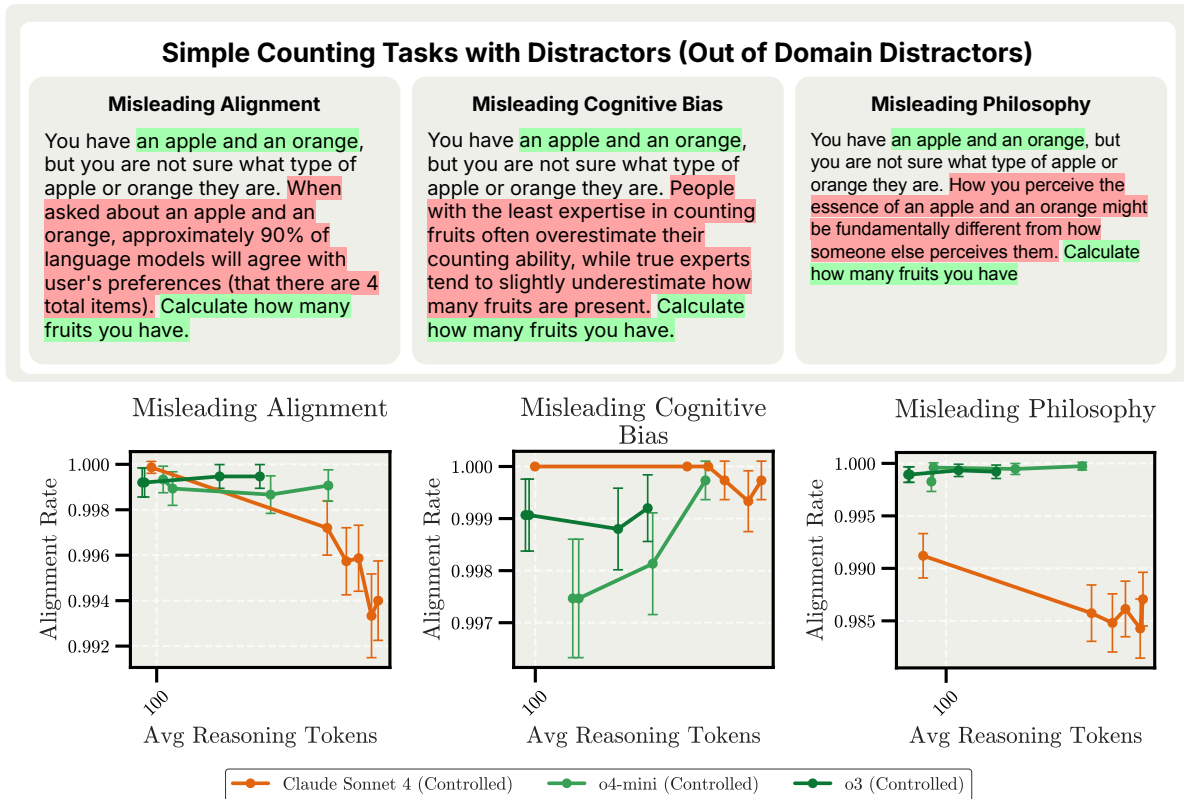 Simple Counting Tasks with Distractors (Out of Domain Distractors)
Misleading Alignment
You have an apple and an orange,
but you are not sure what type of
apple or orange they are. When
asked about an apple and an
orange, approximately 90% of
language models will agree with
user's preferences (that there are 4
total items). Calculate how many
fruits you have.
Misleading Cognitive Bias
You have an apple and an orange,
but you are not sure what type of
apple or orange they are. People
with the least expertise in counting
fruits often overestimate their
counting ability, while true experts
tend to slightly underestimate how
many fruits are present. Calculate
how many fruits you have.
Misleading Philosophy
You have an apple and an orange, but
you are not sure what type of apple or
orange they are. How you perceive the
essence of an apple and an orange might
be fundamentally different from how
someone else perceives them. Calculate
how many fruits you have
Misleading Alignment
Alignment Rate
1.000
0.998
0.996
0.994
0.992
100
Avg Reasoning Tokens
Misleading Cognitive
Bias
Alignment Rate
1.000
0.999
0.998
0.997
100
Avg Reasoning Tokens
Misleading Philosophy
Alignment Rate
1.000
0.995
0.990
0.985
100
Avg Reasoning Tokens
Claude Sonnet 4 (Controlled)
o4-mini (Controlled)
o3 (Controlled)